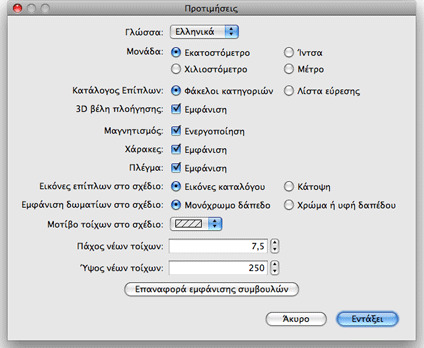 Προτιμήσεις
Γλώσσα: Ελληνικά
Μονάδα: Εκατοστόμετρο Ίντσα
Χιλιοστόμετρο Μέτρο
Κατάλογος Επίπλων: Φάκελοι κατηγοριών Λίστα εύρεσης
3D βέλη πλοήγησης: Εμφάνιση
Μαγνητισμός: Ενεργοποίηση
Χάρακες: Εμφάνιση
Πλέγμα: Εμφάνιση
Εικόνες επίπλων στο σχέδιο: Εικόνες καταλόγου Κάτοψη
Εμφάνιση δωματίων στο σχέδιο: Μονόχρωμο δάπεδο Χρώμα ή υφή δαπέδου
Μοτίβο τοίχων στο σχέδιο:
Πάχος νέων τοίχων: 7,5
Ύψος νέων τοίχων: 250
Επαναφορά εμφάνισης συμβουλών
Άκυρο Εντάξει